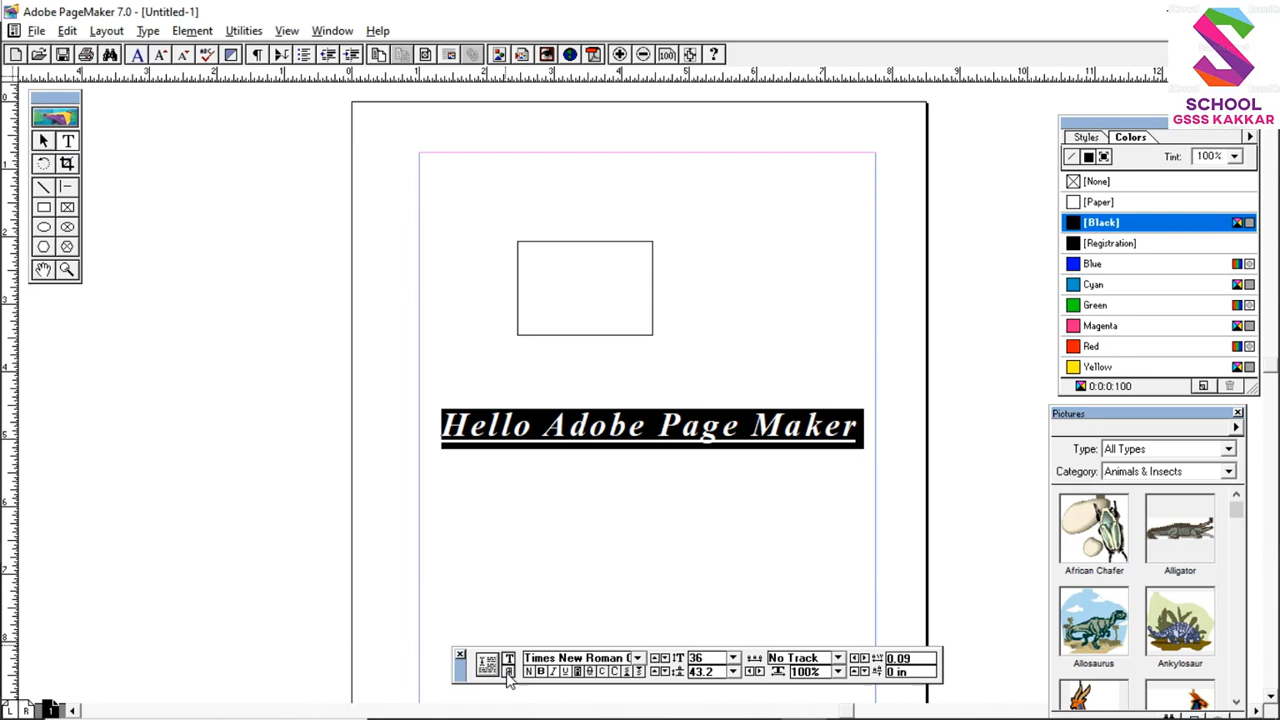 Adobe PageMaker 7.0 - [Untitled-1]
File Edit Layout Type Element Utilities View Window Help
SCHOOL
GSSS KAKKAR
Styles Colors
Tint: 100%
[None]
[Paper]
[Black]
[Registration]
Blue
Cyan
Green
Magenta
Red
Yellow
0:0:0:100
Hello Adobe Page Maker
Pictures
Type: All Types
Category: Animals & Insects
African Chafer Alligator
Allosaurus Ankylosaur
Times New Roman ( 36 No Track 0.09
N B I U 43.2 100% 0 in
L R 1